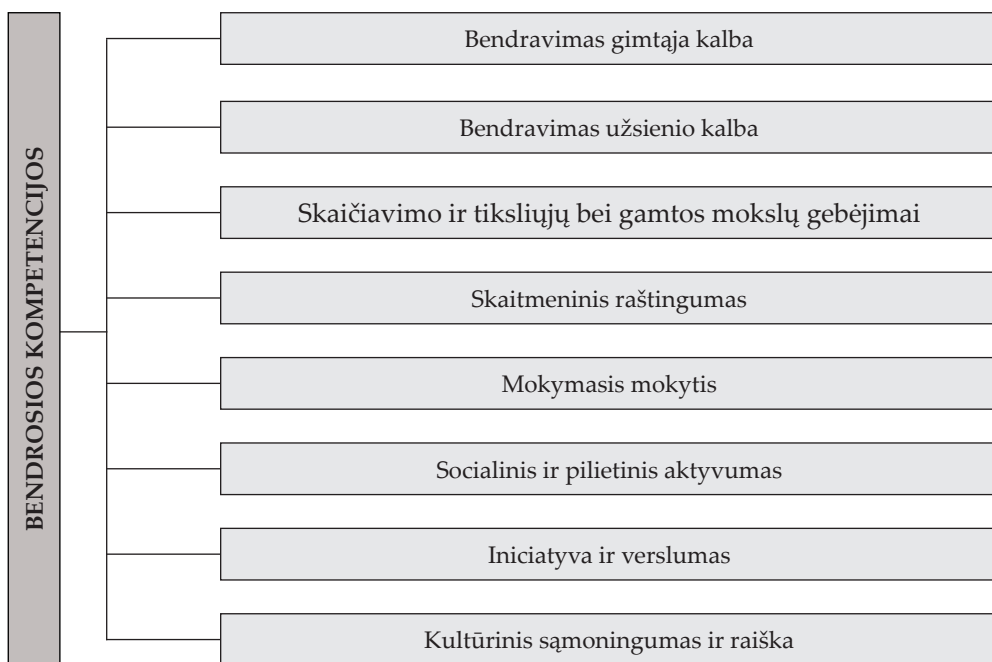 BENDROSIOS KOMPETENCIJOS
Bendravimas gimtąja kalba
Bendravimas užsienio kalba
Skaičiavimo ir tiksliųjų bei gamtos mokslų gebėjimai
Skaitmeninis raštingumas
Mokymasis mokytis
Socialinis ir pilietinis aktyvumas
Iniciatyva ir verslumas
Kultūrinis sąmoningumas ir raiška